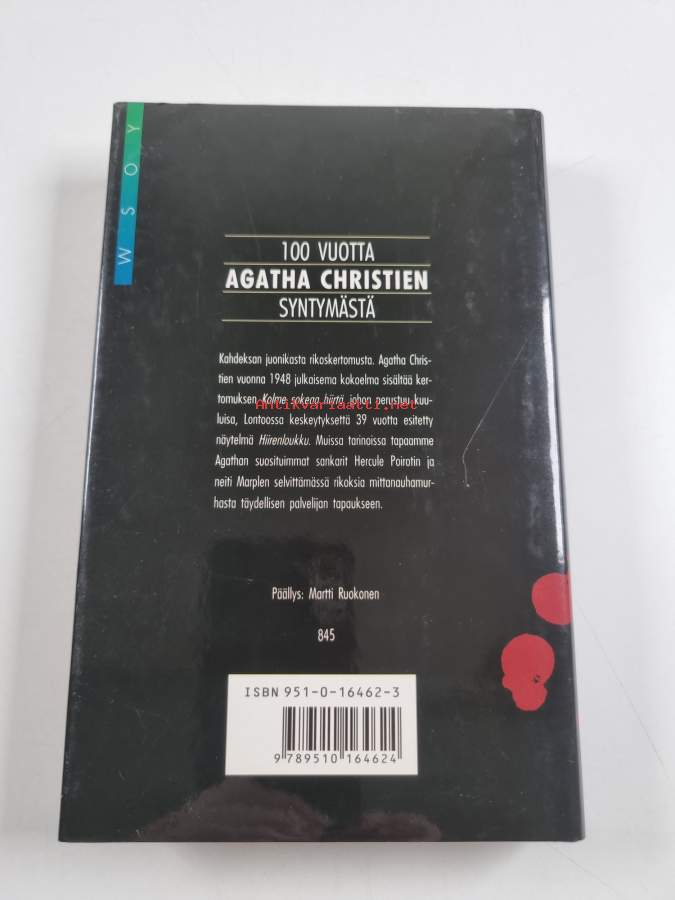 WSOY
100 VUOTTA
AGATHA CHRISTIEN
SYNTYMÄSTÄ
Kahdeksan juonikasta rikoskertomusta. Agatha Chris-
tien vuonna 1948 julkaisema kokoelma sisältää ker-
tomuksen Kolme sokeaa hiirtä, johon perustuu kuu-
Antikvariaatti.net
luisa, Lontoossa keskeytyksettä 39 vuotta esitetty
näytelmä Hiirenloukku. Muissa tarinoissa tapaamme
Agathan suosituimmat sankarit Hercule Poirotin ja
neiti Marplen selvittämässä rikoksia mittanauhamur-
hasta täydellisen palvelijan tapaukseen.
Päällys: Martti Ruokonen
845
ISBN 951-0-16462-3
9 789510 164624